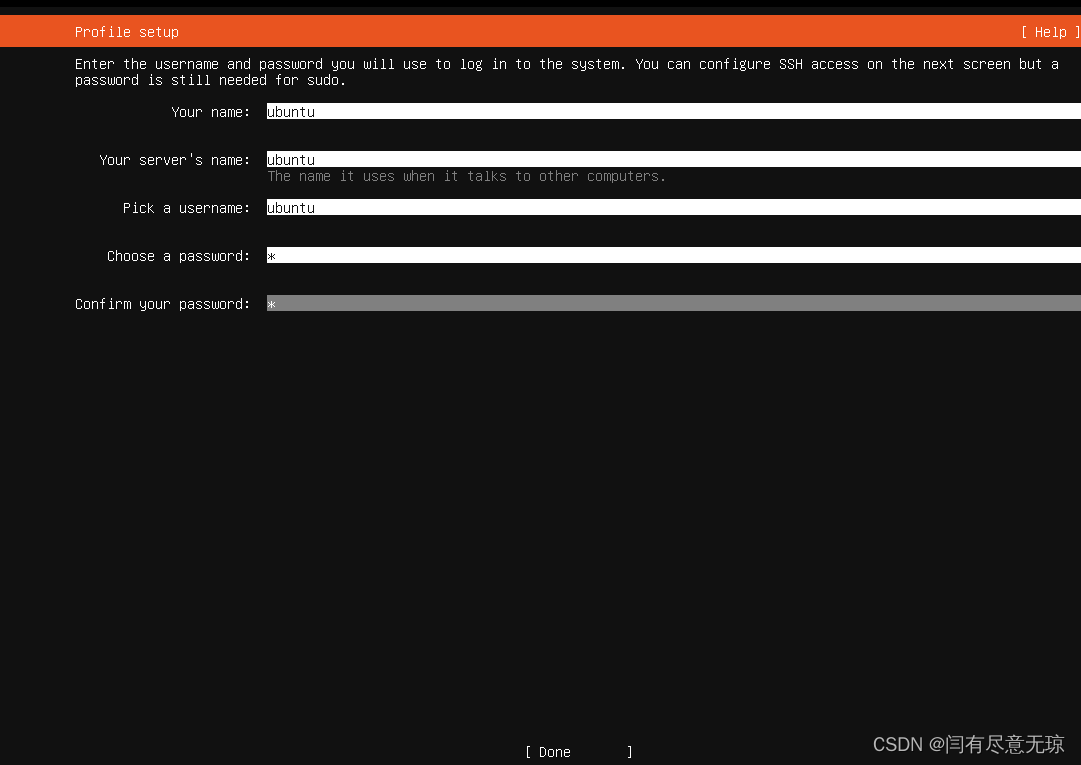 Profile setup [ Help ]
Enter the username and password you will use to log in to the system. You can configure SSH access on the next screen but a
password is still needed for sudo.
Your name: ubuntu
Your server's name: ubuntu
The name it uses when it talks to other computers.
Pick a username: ubuntu
Choose a password: *
Confirm your password: *
[ Done ]
CSDN @闫有尽意无琼